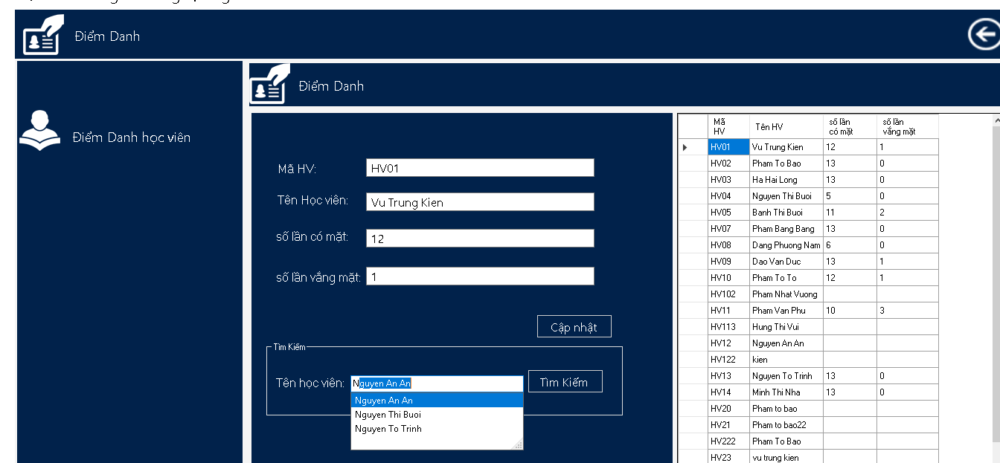 Điểm Danh
Điểm Danh
Điểm Danh học viên
Mã HV: HV01
Tên Học viên: Vu Trung Kien
số lần có mặt: 12
số lần vắng mặt: 1
Cập nhật
Tìm Kiếm
Tên học viên: Nguyen An An Tìm Kiếm
Nguyen An An
Nguyen Thi Buoi
Nguyen To Trinh
Mã HV Tên HV số lần có mặt số lần vắng mặt
HV01 Vu Trung Kien 12 1
HV02 Pham To Bao 13 0
HV03 Ha Hai Long 13 0
HV04 Nguyen Thi Buoi 5 0
HV05 Banh Thi Buoi 11 2
HV07 Pham Bang Bang 13 0
HV08 Dang Phuong Nam 6 0
HV09 Dao Van Duc 13 1
HV10 Pham To To 12 1
HV102 Pham Nhat Vuong
HV11 Pham Van Phu 10 3
HV113 Hung Thi Vui
HV12 Nguyen An An
HV122 kien
HV13 Nguyen To Trinh 13 0
HV14 Minh Thi Nha 13 0
HV20 Pham to bao
HV21 Pham to bao22
HV222 Pham To Bao
HV23 vu trung kien